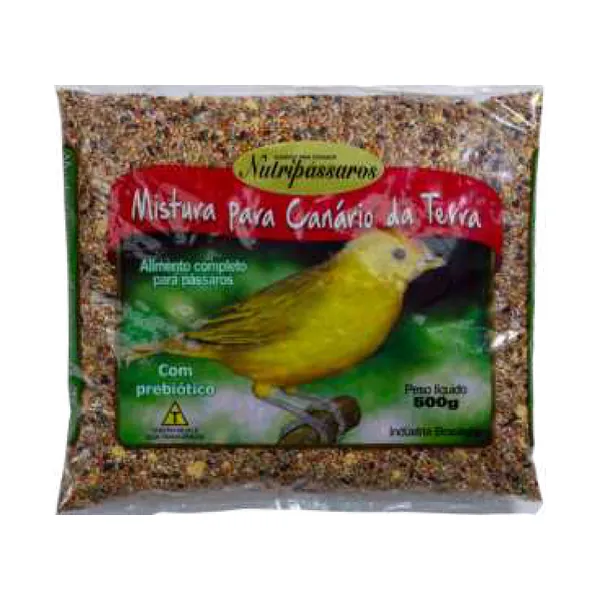 Nutripássaros
Mistura para Canário da Terra
Alimento completo
para pássaros
Com
prebiótico
T
Peso líquido
500g
Indústria Brasileira